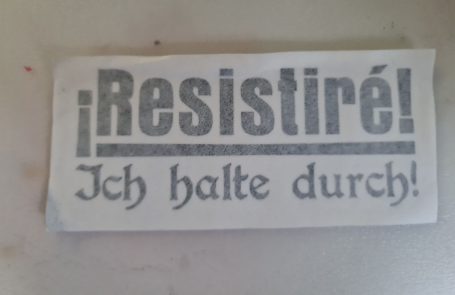 ¡Resistiré!
Ich halte durch!